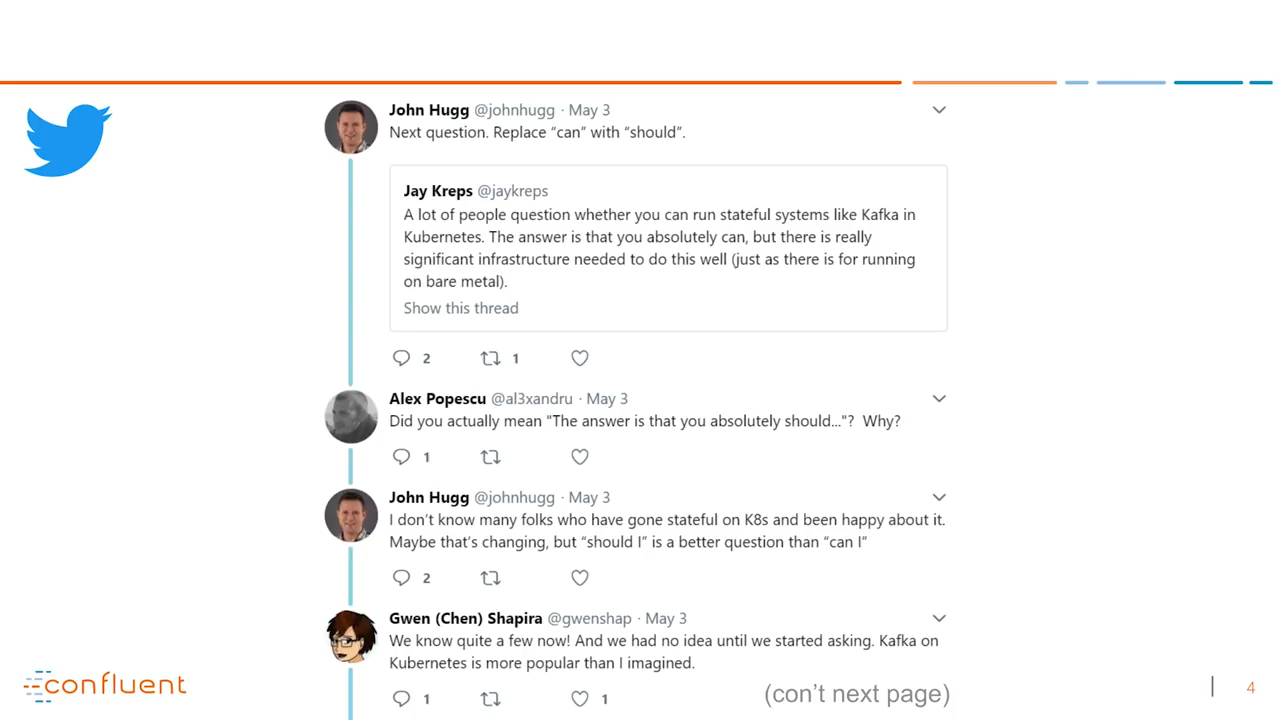 John Hugg @johnhugg · May 3
Next question. Replace “can” with “should”.
Jay Kreps @jaykreps
A lot of people question whether you can run stateful systems like Kafka in
Kubernetes. The answer is that you absolutely can, but there is really
significant infrastructure needed to do this well (just as there is for running
on bare metal).
Show this thread
2 1
Alex Popescu @al3xandru · May 3
Did you actually mean "The answer is that you absolutely should..."? Why?
1
John Hugg @johnhugg · May 3
I don’t know many folks who have gone stateful on K8s and been happy about it.
Maybe that’s changing, but “should I” is a better question than “can I“
2
Gwen (Chen) Shapira @gwenshap · May 3
We know quite a few now! And we had no idea until we started asking. Kafka on
Kubernetes is more popular than I imagined.
1 1
(con’t next page)
confluent
4